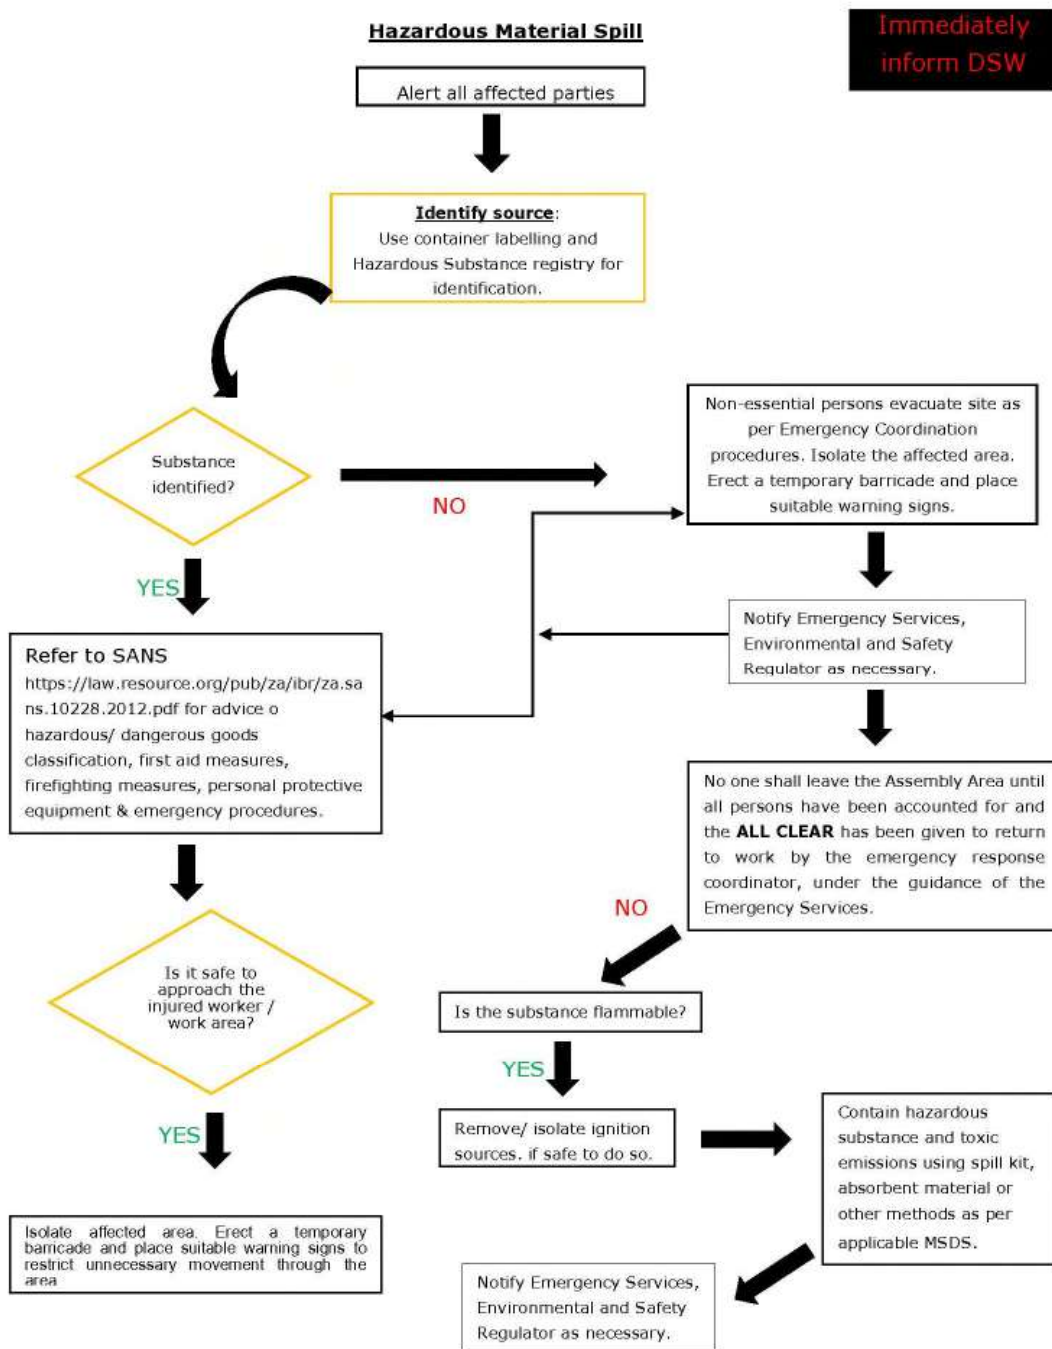 Hazardous Material Spill
Immediately
inform DSW
Alert all affected parties
Identify source:
Use container labelling and
Hazardous Substance registry for
identification.
Substance
identified?
NO
Non-essential persons evacuate site as
per Emergency Coordination
procedures. Isolate the affected area.
Erect a temporary barricade and place
suitable warning signs.
YES
Notify Emergency Services,
Environmental and Safety
Regulator as necessary.
Refer to SANS
https://law.resource.org/pub/za/ibr/za.sa
ns.10228.2012.pdf for advice o
hazardous/ dangerous goods
classification, first aid measures,
firefighting measures, personal protective
equipment & emergency procedures.
No one shall leave the Assembly Area until
all persons have been accounted for and
the ALL CLEAR has been given to return
to work by the emergency response
coordinator, under the guidance of the
Emergency Services.
NO
Is it safe to
approach the
injured worker /
work area?
Is the substance flammable?
YES
YES
Remove/ isolate ignition
sources. if safe to do so.
Contain hazardous
substance and toxic
emissions using spill kit,
absorbent material or
other methods as per
applicable MSDS.
Isolate affected area. Erect a temporary
barricade and place suitable warning signs to
restrict unnecessary movement through the
area
Notify Emergency Services,
Environmental and Safety
Regulator as necessary.